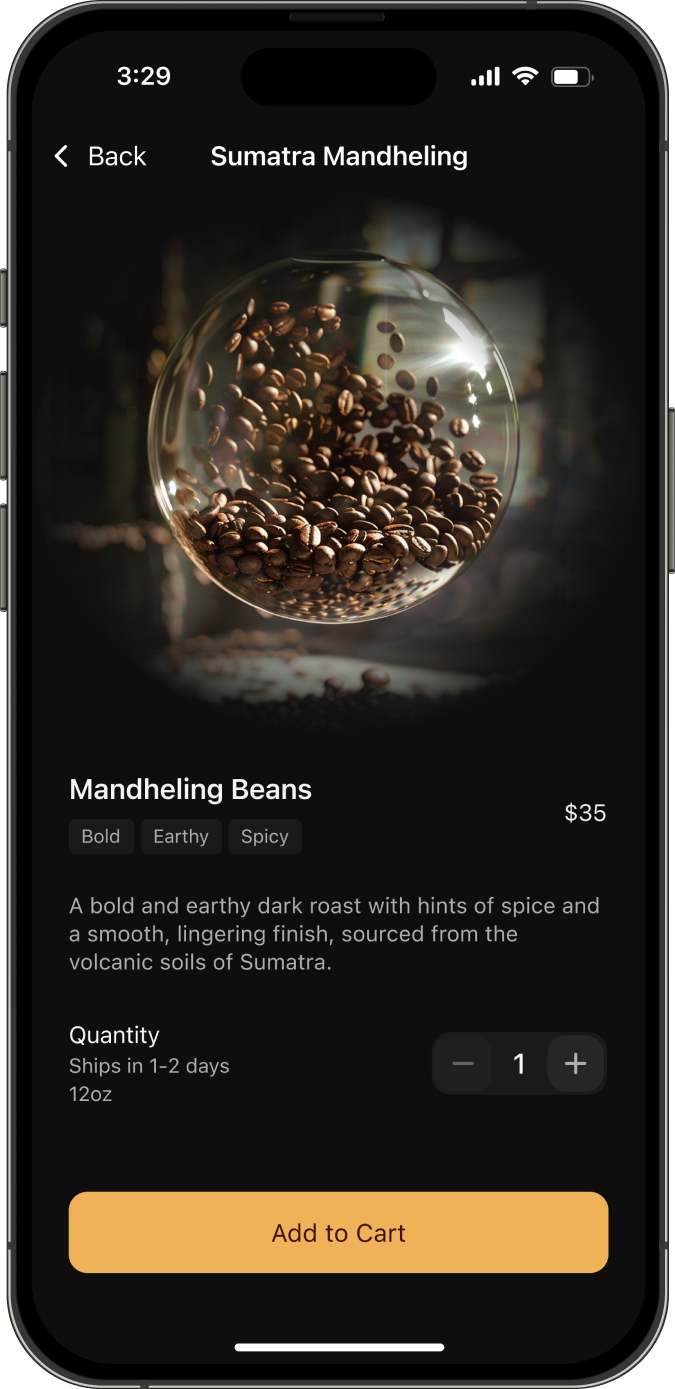 3:29
Back
Sumatra Mandheling
Mandheling Beans
$35
Bold
Earthy
Spicy
A bold and earthy dark roast with hints of spice and
a smooth, lingering finish, sourced from the
volcanic soils of Sumatra.
Quantity
Ships in 1-2 days
12oz
1
Add to Cart